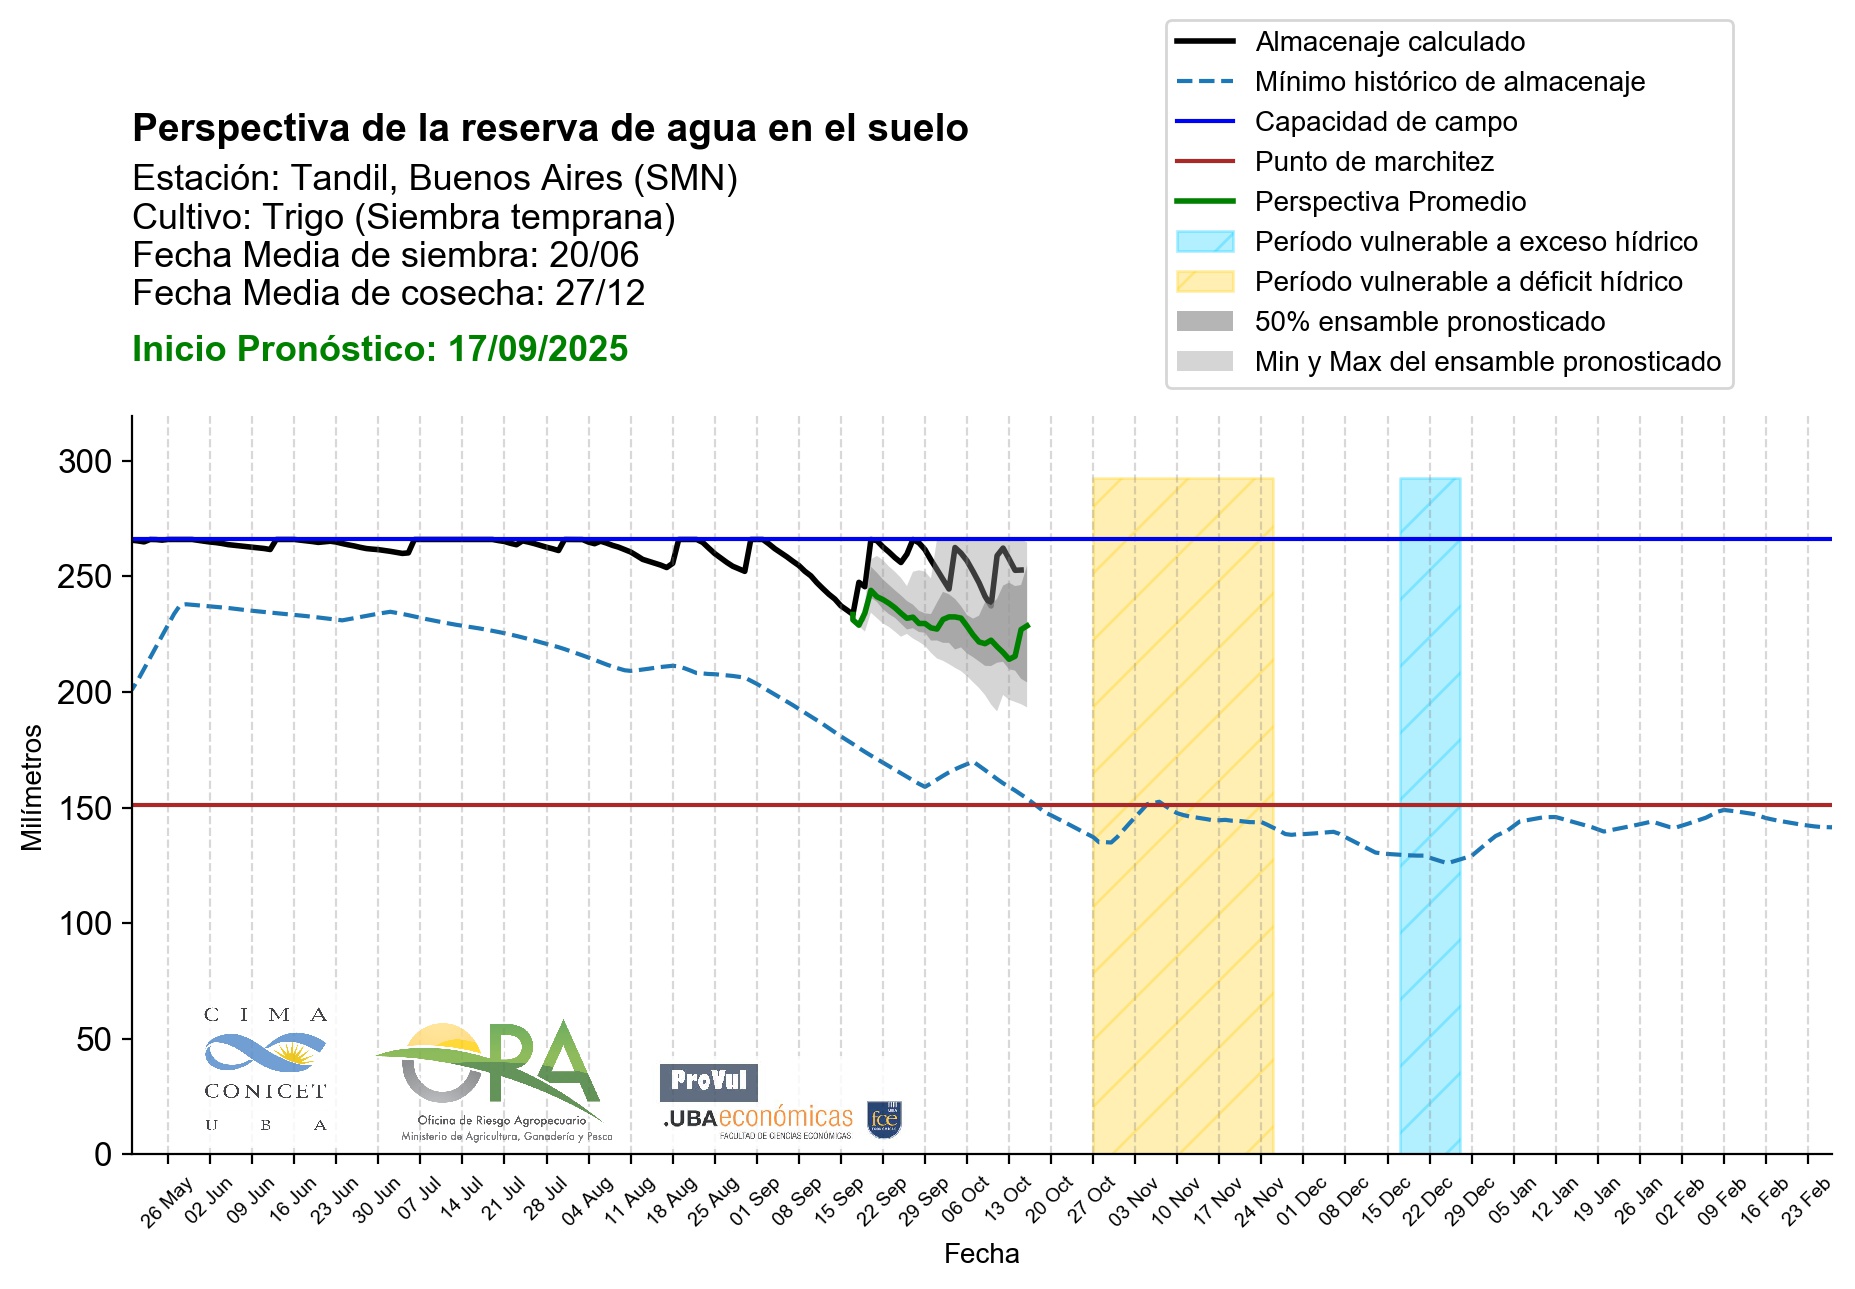 Almacenaje calculado
Mínimo histórico de almacenaje
Capacidad de campo
Punto de marchitez
Perspectiva Promedio
Período vulnerable a exceso hídrico
Período vulnerable a déficit hídrico
50% ensamble pronosticado
Min y Max del ensamble pronosticado
Perspectiva de la reserva de agua en el suelo
Estación: Tandil, Buenos Aires (SMN)
Cultivo: Trigo (Siembra temprana)
Fecha Media de siembra: 20/06
Fecha Media de cosecha: 27/12
Inicio Pronóstico: 17/09/2025
Milímetros
300
250
200
150
100
50
0
C I M A
CONICET
U B A
ORA
Oficina de Riesgo Agropecuario
Ministerio de Agricultura, Ganadería y Pesca
ProVul
.UBAeconómicas
FACULTAD DE CIENCIAS ECONÓMICAS
fce
26 May
02 Jun
09 Jun
16 Jun
23 Jun
30 Jun
07 Jul
14 Jul
21 Jul
28 Jul
04 Aug
11 Aug
18 Aug
25 Aug
01 Sep
08 Sep
15 Sep
22 Sep
29 Sep
06 Oct
13 Oct
20 Oct
27 Oct
03 Nov
10 Nov
17 Nov
24 Nov
01 Dec
08 Dec
15 Dec
22 Dec
29 Dec
05 Jan
12 Jan
19 Jan
26 Jan
02 Feb
09 Feb
16 Feb
23 Feb
Fecha